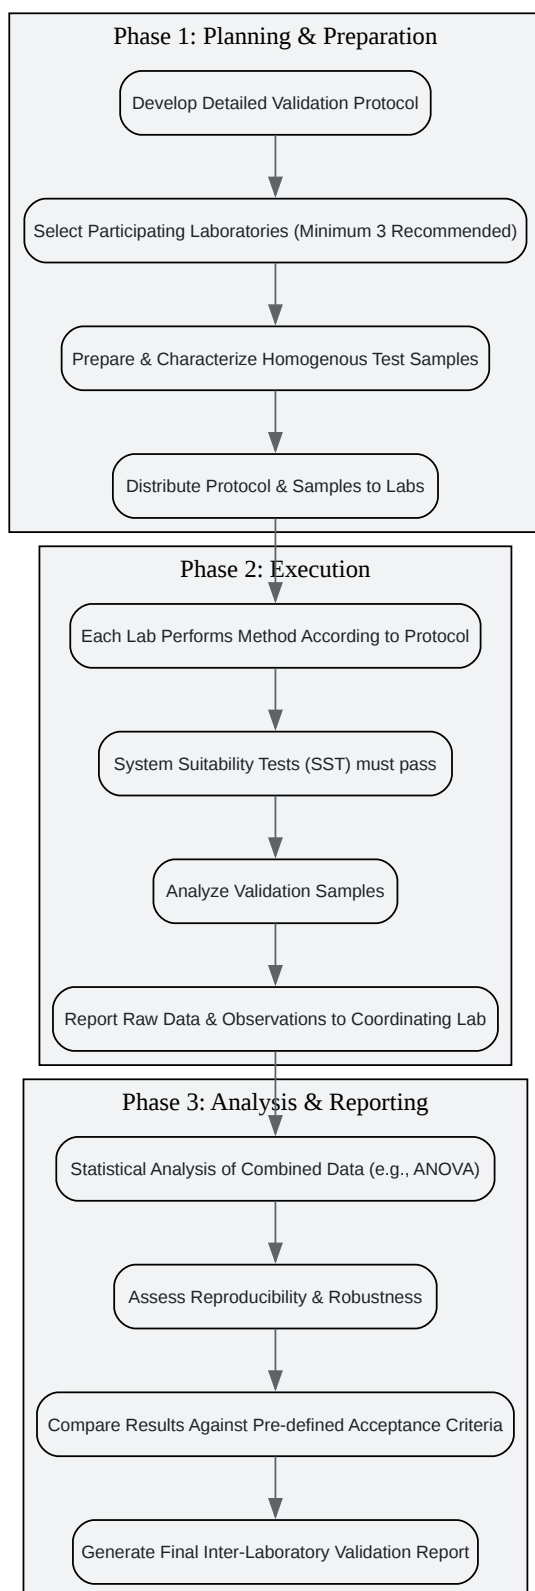 Phase 1: Planning & Preparation
Develop Detailed Validation Protocol
Select Participating Laboratories (Minimum 3 Recommended)
Prepare & Characterize Homogenous Test Samples
Distribute Protocol & Samples to Labs
Phase 2: Execution
Each Lab Performs Method According to Protocol
System Suitability Tests (SST) must pass
Analyze Validation Samples
Report Raw Data & Observations to Coordinating Lab
Phase 3: Analysis & Reporting
Statistical Analysis of Combined Data (e.g., ANOVA)
Assess Reproducibility & Robustness
Compare Results Against Pre-defined Acceptance Criteria
Generate Final Inter-Laboratory Validation Report